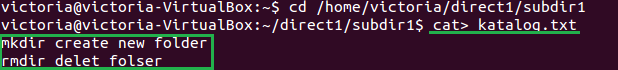 victoria@victoria-VirtualBox:~$ cd /home/victoria/direct1/subdir1
victoria@victoria-VirtualBox:~/direct1/subdir1$ cat> katalog.txt
mkdir create new folder
rmdir delet folser